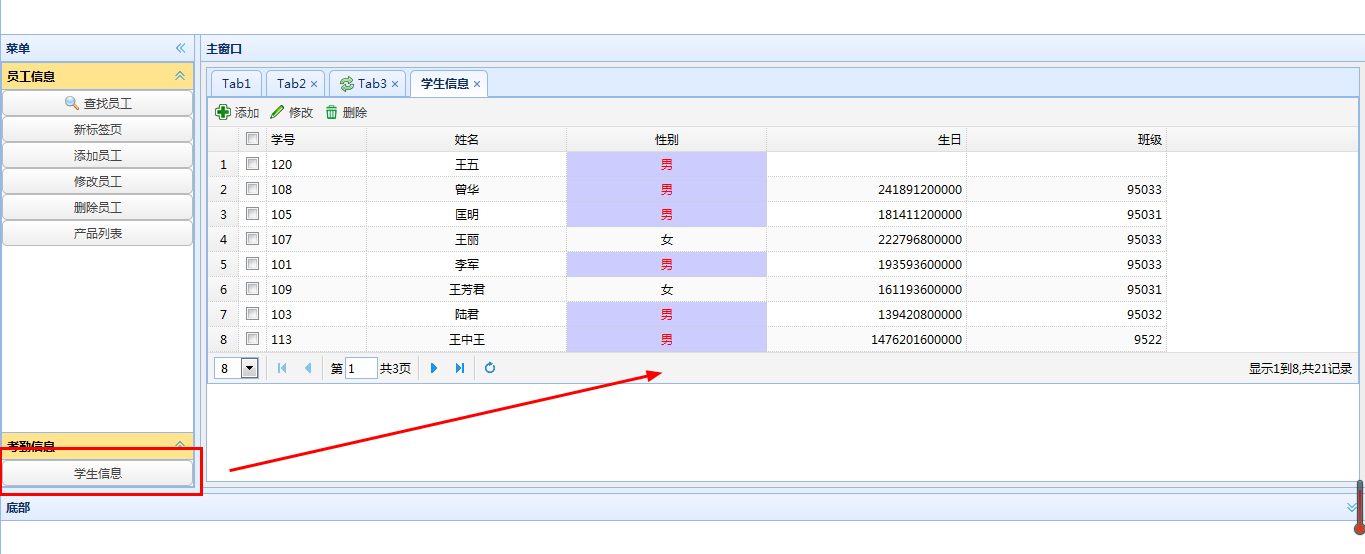 菜单
主窗口
员工信息
查找员工
新标签页
添加员工
修改员工
删除员工
产品列表
考勤信息
学生信息
Tab1 Tab2 Tab3 学生信息
添加 修改 删除
学号 姓名 性别 生日 班级
1 120 王五 男
2 108 曾华 男 241891200000 95033
3 105 匡明 男 181411200000 95031
4 107 王丽 女 222796800000 95033
5 101 李军 男 193593600000 95033
6 109 王芳君 女 161193600000 95031
7 103 陆君 男 139420800000 95032
8 113 王中王 男 1476201600000 9522
8 第 1 共3页 显示1到8,共21记录
底部